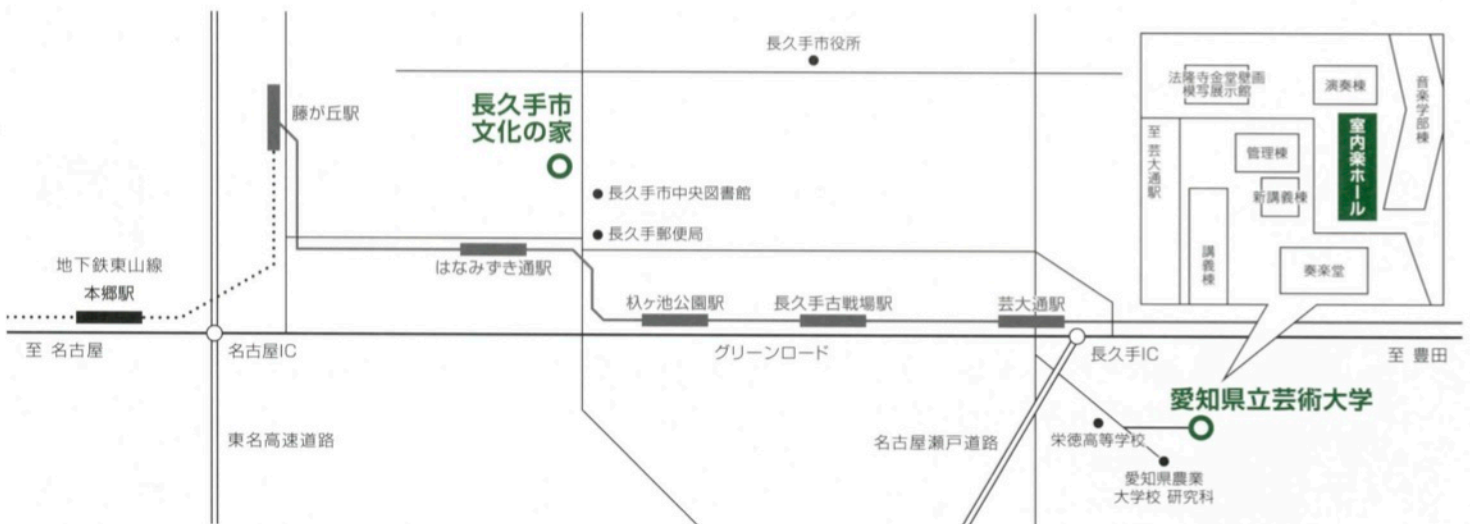 長久手市役所
藤が丘駅
長久手市
文化の家
長久手市中央図書館
長久手郵便局
はなみずき通駅
地下鉄東山線
本郷駅
杁ヶ池公園駅
長久手古戦場駅
芸大通駅
至 名古屋
名古屋IC
グリーンロード
長久手IC
至 豊田
東名高速道路
名古屋瀬戸道路
愛知県立芸術大学
栄徳高等学校
愛知県農業
大学校 研究科
法隆寺金堂壁画
模写展示館
演奏棟
音楽学部棟
室内楽ホール
至 芸大通駅
管理棟
新講義棟
講義棟
奏楽堂